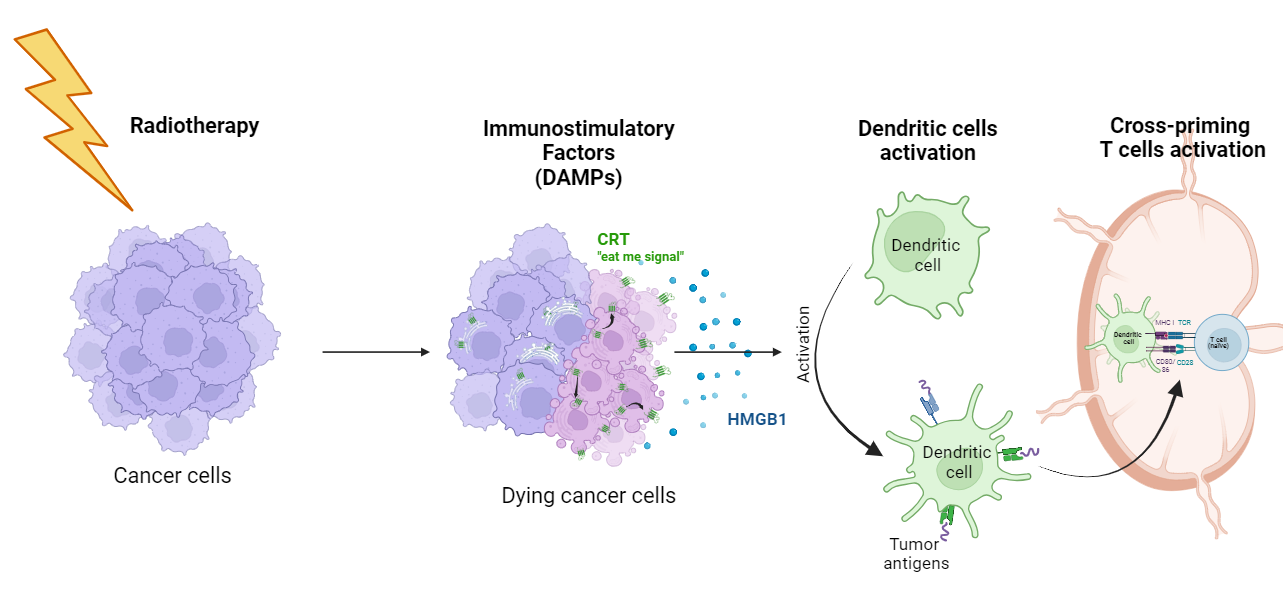 Radiotherapy
Cancer cells
Immunostimulatory
Factors
(DAMPs)
CRT
"eat me signal"
HMGB1
Dying cancer cells
Dendritic cells
activation
Dendritic
cell
Activation
Dendritic
cell
Tumor
antigens
Cross-priming
T cells activation
Dendritic
cell
MHC I TCR
CD80/ CD28
86
T cell
(naïve)